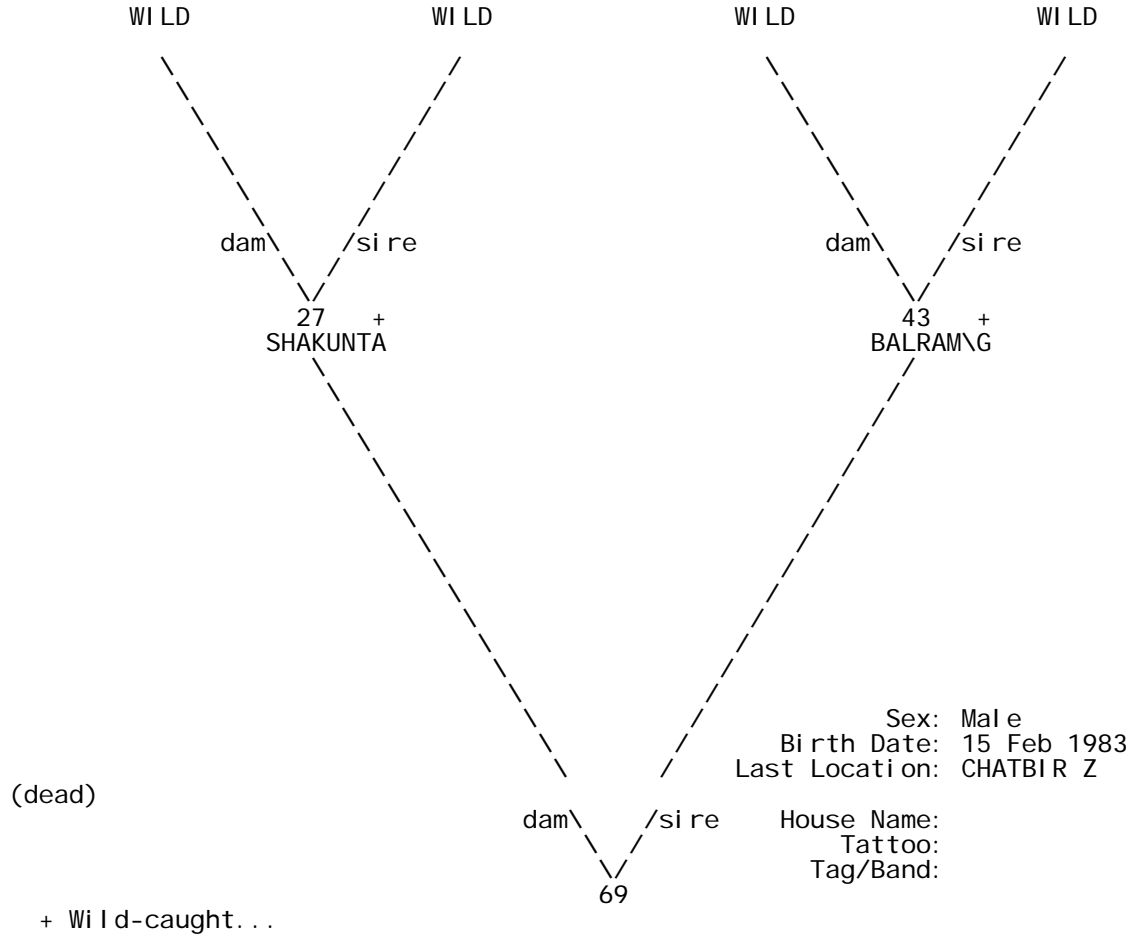 WILD WILD WILD WILD
dam sire dam sire
27 + 43 +
SHAKUNTA BALRAM\G
Sex: Male
Birth Date: 15 Feb 1983
Last Location: CHATBIR Z
(dead)
dam sire House Name:
Tattoo:
Tag/Band:
69
+ Wild-caught...